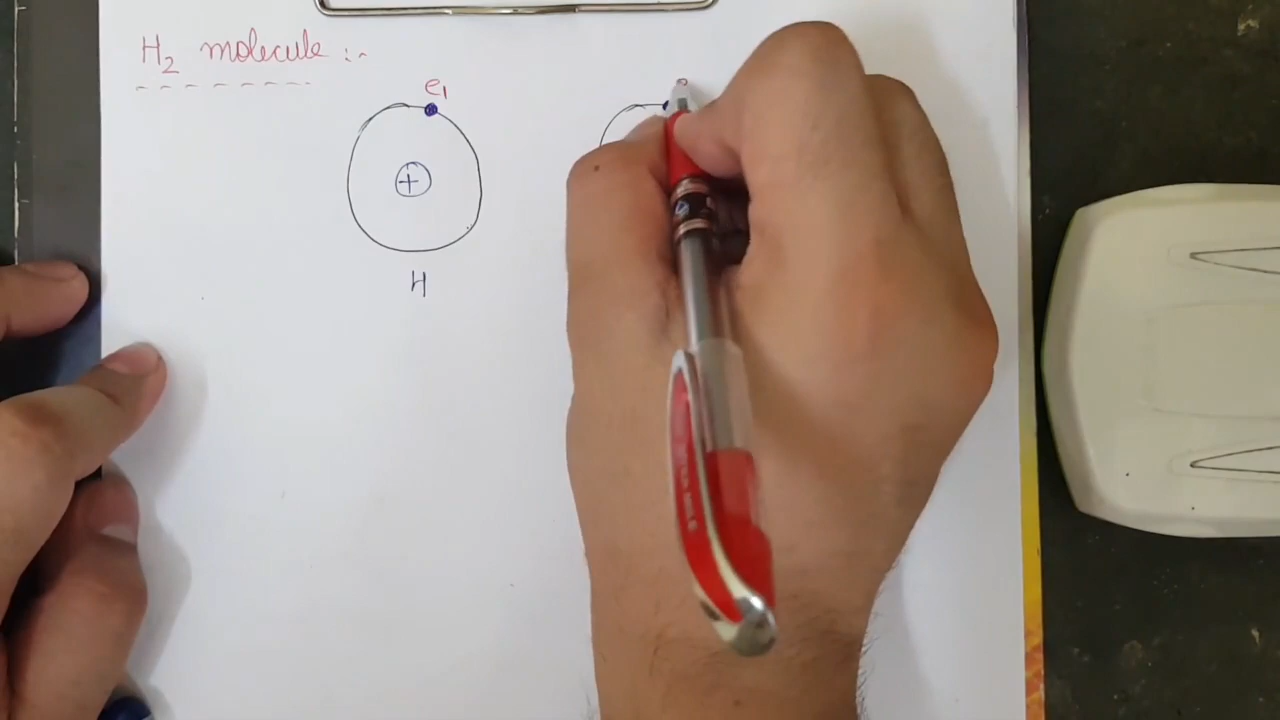 H₂ molecule :-
e₁
+
H